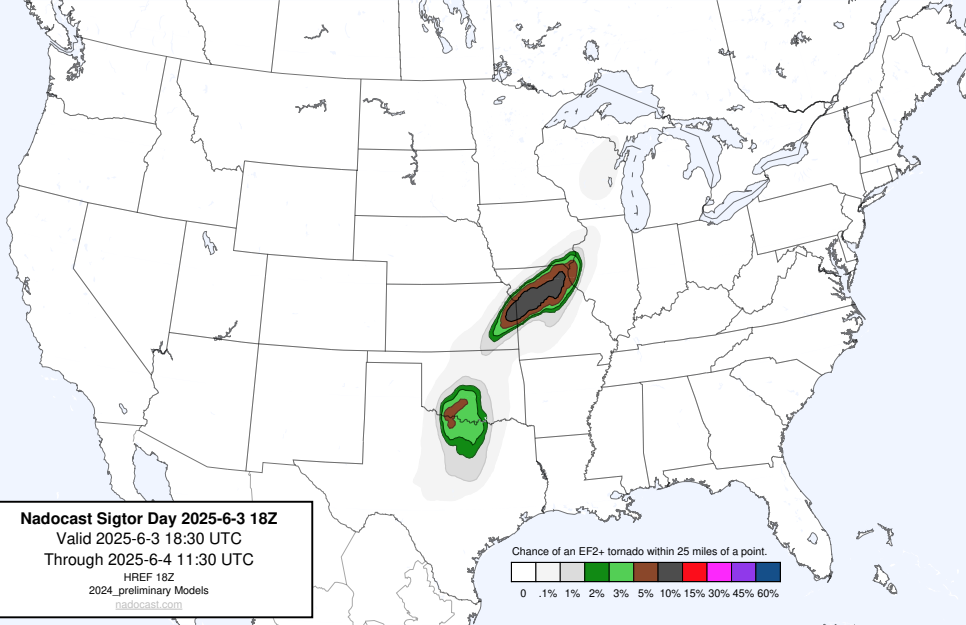 Nadocast Sigtor Day 2025-6-3 18Z
Valid 2025-6-3 18:30 UTC
Through 2025-6-4 11:30 UTC
HREF 18Z
2024_preliminary Models
nadocast.com
Chance of an EF2+ tornado within 25 miles of a point.
0 .1% 1% 2% 3% 5% 10% 15% 30% 45% 60%